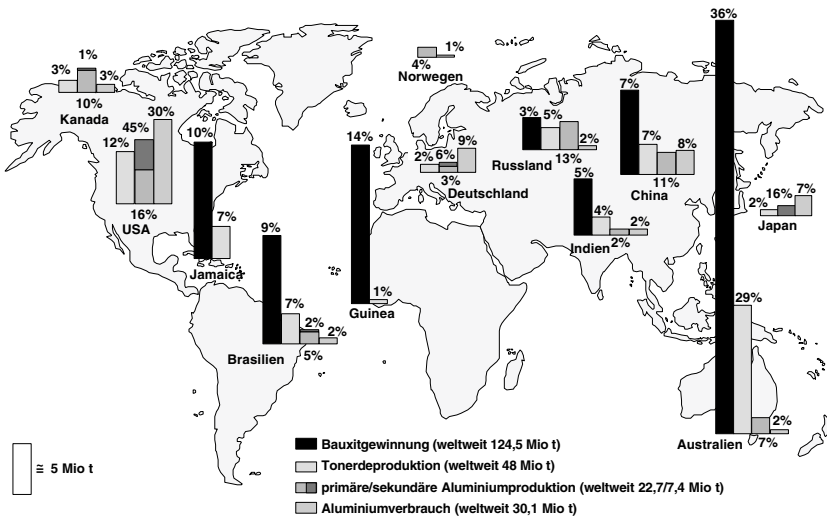 36%
1%
3%
3%
10%
Kanada
1%
4%
Norwegen
30%
45%
12%
16%
USA
10%
7%
Jamaica
14%
1%
Guinea
9%
6%
2%
3%
Deutschland
3%
5%
2%
13%
Russland
7%
7%
8%
11%
China
5%
4%
2%
2%
Indien
7%
16%
2%
Japan
9%
7%
2%
2%
5%
Brasilien
29%
2%
7%
Australien
≅ 5 Mio t
Bauxitgewinnung (weltweit 124,5 Mio t)
Tonerdeproduktion (weltweit 48 Mio t)
primäre/sekundäre Aluminiumproduktion (weltweit 22,7/7,4 Mio t)
Aluminiumverbrauch (weltweit 30,1 Mio t)